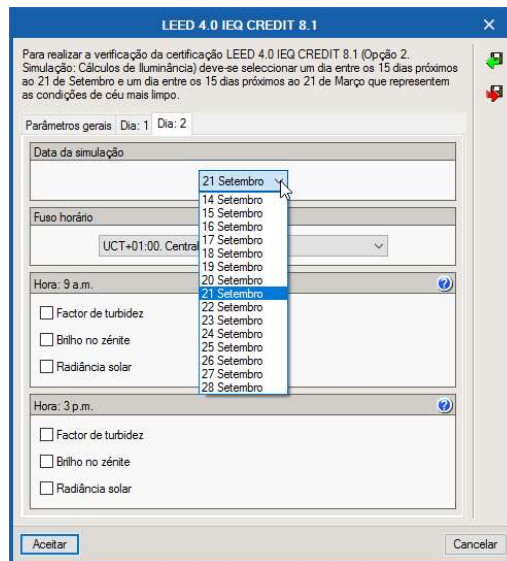 LEED 4.0 IEQ CREDIT 8.1
Para realizar a verificação da certificação LEED 4.0 IEQ CREDIT 8.1 (Opção 2.
Simulação: Cálculos de Iluminância) deve-se seleccionar um dia entre os 15 dias próximos
ao 21 de Setembro e um dia entre os 15 dias próximos ao 21 de Março que representem
as condições de céu mais limpo.
Parâmetros gerais Dia: 1 Dia: 2
Data da simulação
21 Setembro
14 Setembro
15 Setembro
16 Setembro
17 Setembro
18 Setembro
19 Setembro
20 Setembro
21 Setembro
22 Setembro
23 Setembro
24 Setembro
25 Setembro
26 Setembro
27 Setembro
28 Setembro
Fuso horário
UCT+01:00. Central
Hora: 9 a.m.
Factor de turbidez
Brilho no zénite
Radiância solar
Hora: 3 p.m.
Factor de turbidez
Brilho no zénite
Radiância solar
Aceitar
Cancelar